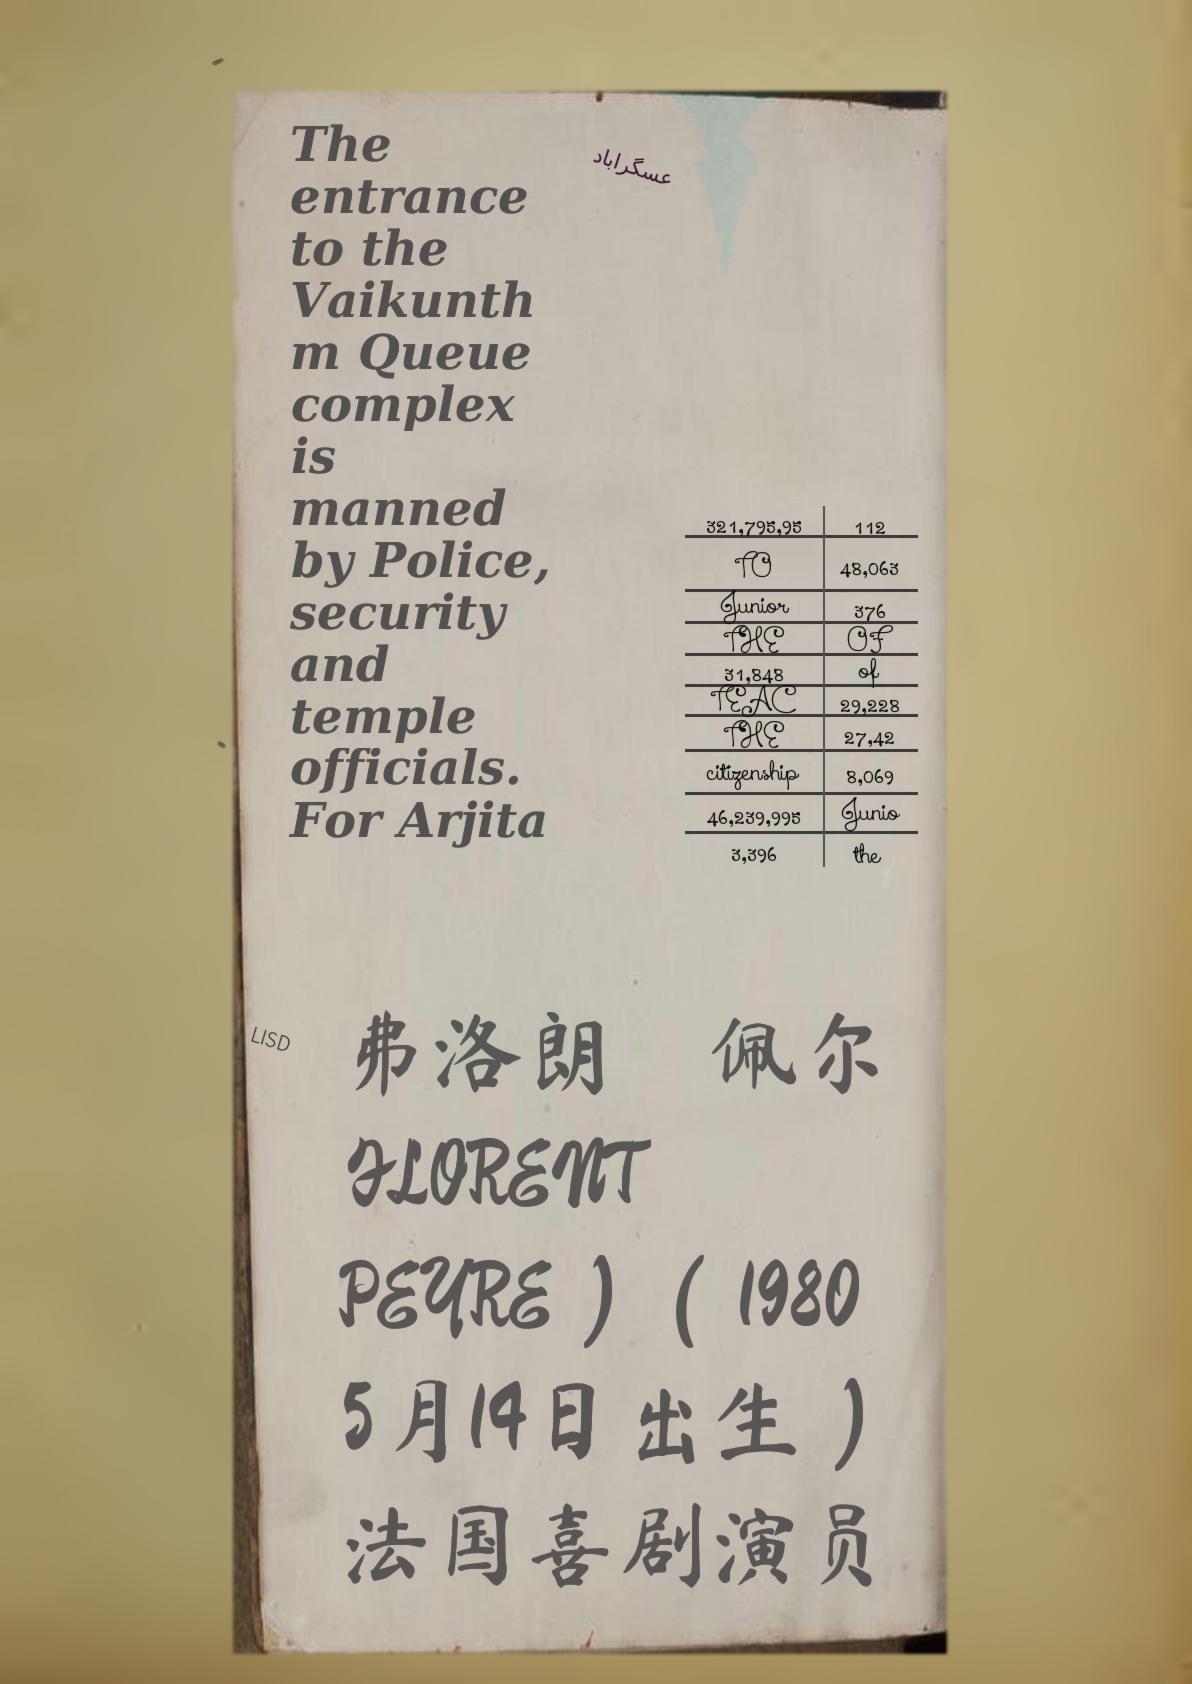 The
entrance
to the
Vaikunth
m Queue
complex
is
manned
by Police,
security
and
temple
officials.
For Arjita
عسگراباد
321,795,95 112
TO 48,063
Junior 376
THE OF
31,848 of
TEAC 29,228
THE 27,42
citizenship 8,069
46,239,995 Junio
3,396 the
LISD
弗洛朗 佩尔
FLORENT
PEYRE ) ( 1980
5月14日出生 )
法国喜剧演员